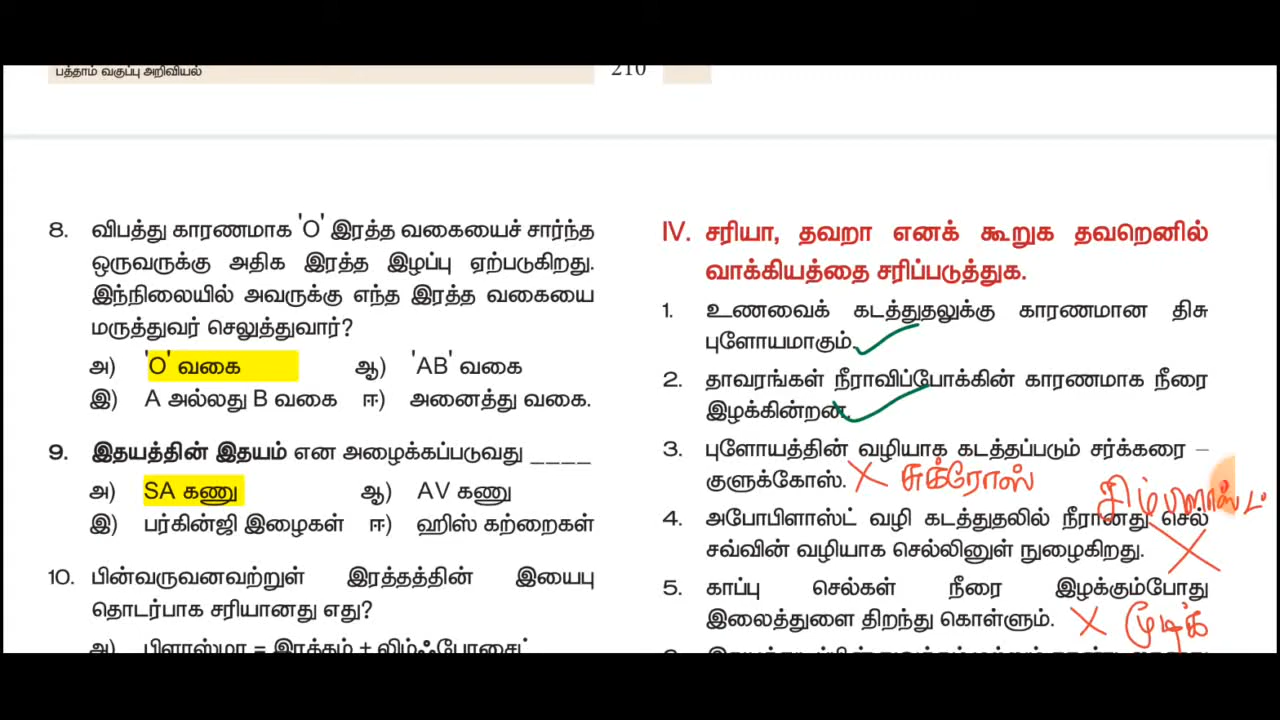 பத்தாம் வகுப்பு அறிவியல்
210
8. விபத்து காரணமாக 'O' இரத்த வகையைச் சார்ந்த
ஒருவருக்கு அதிக இரத்த இழப்பு ஏற்படுகிறது.
இந்நிலையில் அவருக்கு எந்த இரத்த வகையை
மருத்துவர் செலுத்துவார்?
அ) 'O' வகை ஆ) 'AB' வகை
இ) A அல்லது B வகை ஈ) அனைத்து வகை.
9. இதயத்தின் இதயம் என அழைக்கப்படுவது ____
அ) SA கணு ஆ) AV கணு
இ) பர்கின்ஜி இழைகள் ஈ) ஹிஸ் கற்றைகள்
10. பின்வருவனவற்றுள் இரத்தத்தின் இயைபு
தொடர்பாக சரியானது எது?
அ) பிளாஸ்மா = இரத்தம் + லிம்ஃபோசைட்
IV. சரியா, தவறா எனக் கூறுக தவறெனில்
வாக்கியத்தை சரிப்படுத்துக.
1. உணவைக் கடத்துதலுக்கு காரணமான திசு
புளோயமாகும்.
2. தாவரங்கள் நீராவிப்போக்கின் காரணமாக நீரை
இழக்கின்றன.
3. புளோயத்தின் வழியாக கடத்தப்படும் சர்க்கரை –
குளுக்கோஸ். X சுக்ரோஸ்
சிம்பளாஸ்ட்
4. அபோபிளாஸ்ட் வழி கடத்துதலில் நீரானது செல்
சவ்வின் வழியாக செல்லினுள் நுழைகிறது. X
5. காப்பு செல்கள் நீரை இழக்கும்போது
இலைத்துளை திறந்து கொள்ளும். X மூடிக்